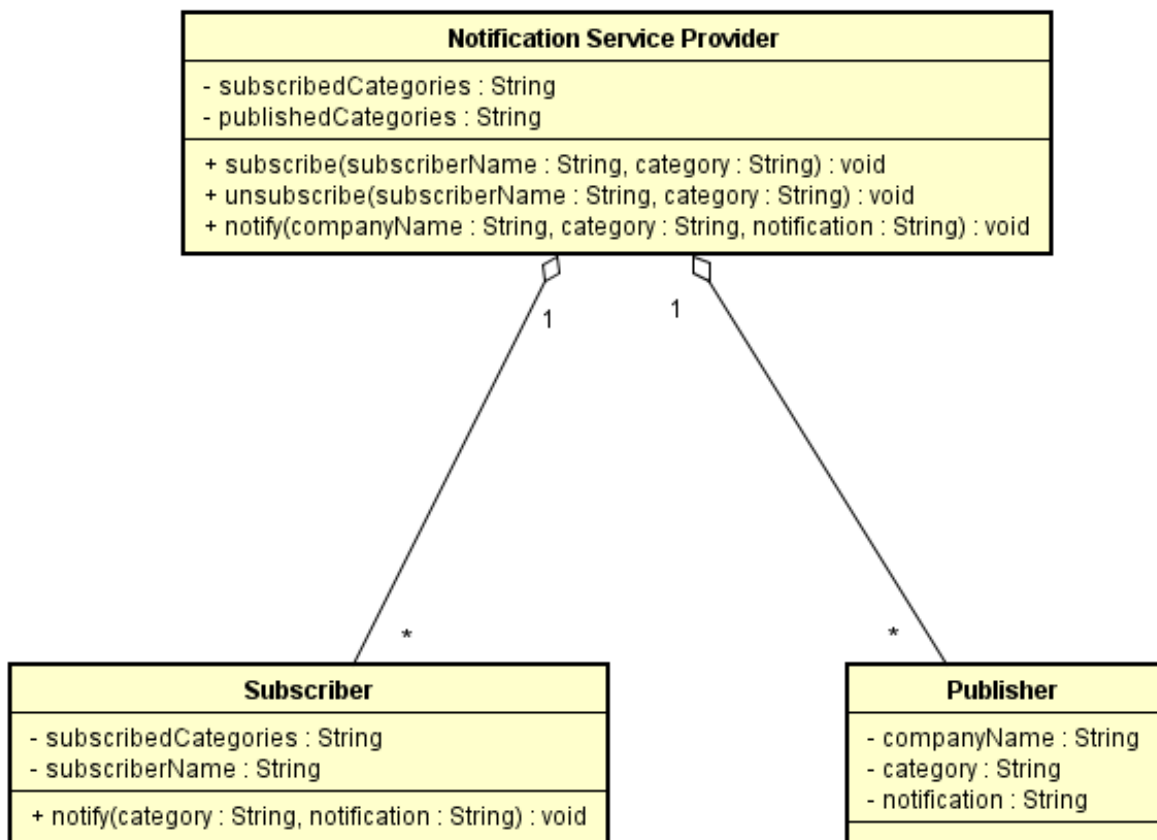 Notification Service Provider
- subscribedCategories : String
- publishedCategories : String
+ subscribe(subscriberName : String, category : String) : void
+ unsubscribe(subscriberName : String, category : String) : void
+ notify(companyName : String, category : String, notification : String) : void
1
1
*
*
Subscriber
- subscribedCategories : String
- subscriberName : String
+ notify(category : String, notification : String) : void
Publisher
- companyName : String
- category : String
- notification : String